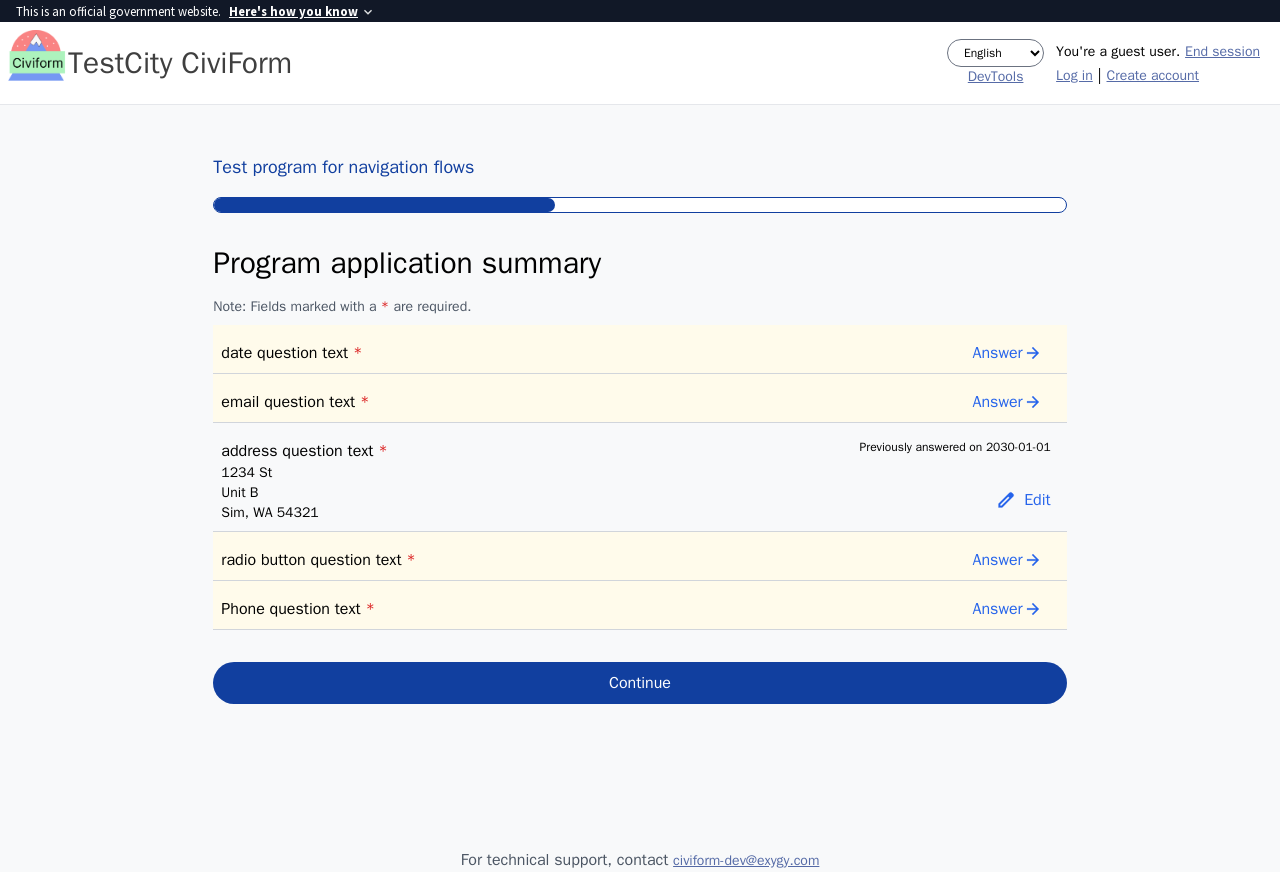 This is an official government website. Here's how you know
Civiform
TestCity CiviForm
English
DevTools
You're a guest user. End session
Log in | Create account
Test program for navigation flows
Program application summary
Note: Fields marked with a * are required.
date question text *
Answer
email question text *
Answer
address question text *
Previously answered on 2030-01-01
1234 St
Unit B
Sim, WA 54321
Edit
radio button question text *
Answer
Phone question text *
Answer
Continue
For technical support, contact civiform-dev@exygy.com